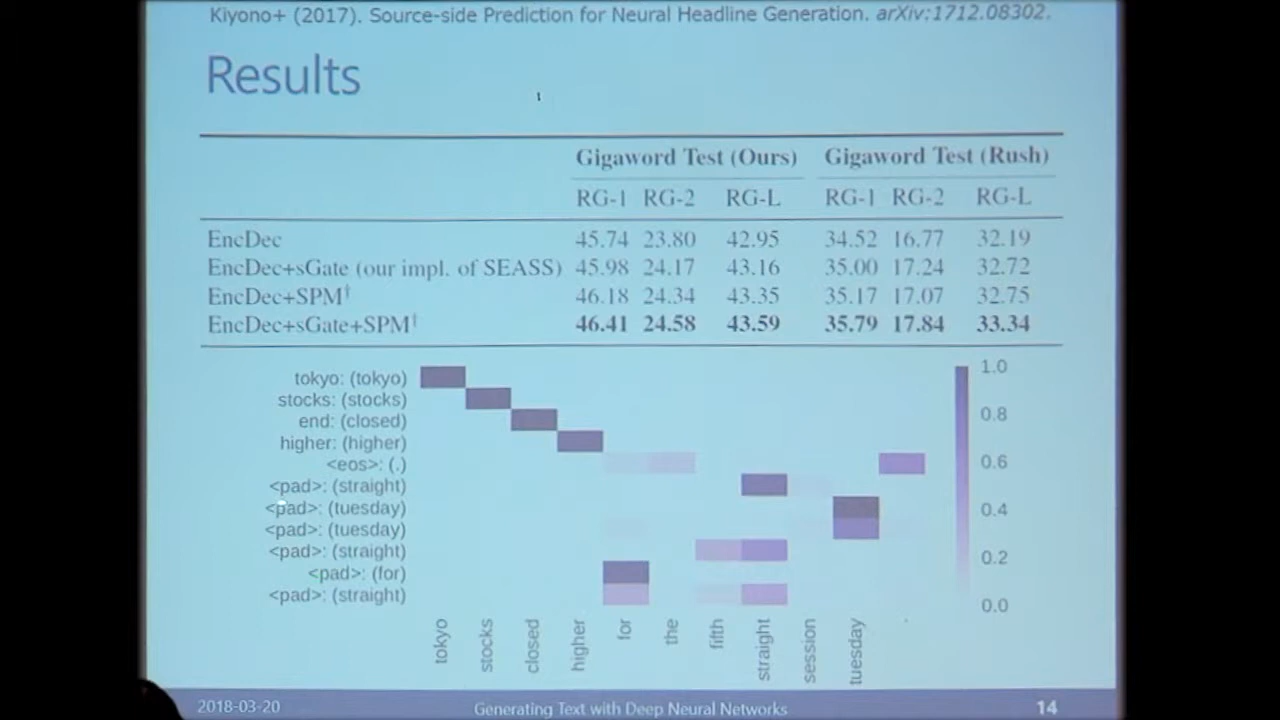 Kiyono+ (2017). Source-side Prediction for Neural Headline Generation. arXiv:1712.08302.
Results
Gigaword Test (Ours) Gigaword Test (Rush)
RG-1 RG-2 RG-L RG-1 RG-2 RG-L
EncDec 45.74 23.80 42.95 34.52 16.77 32.19
EncDec+sGate (our impl. of SEASS) 45.98 24.17 43.16 35.00 17.24 32.72
EncDec+SPM† 46.18 24.34 43.35 35.17 17.07 32.75
EncDec+sGate+SPM† 46.41 24.58 43.59 35.79 17.84 33.34
tokyo: (tokyo)
stocks: (stocks)
end: (closed)
higher: (higher)
<eos>: (.)
<pad>: (straight)
<pad>: (tuesday)
<pad>: (tuesday)
<pad>: (straight)
<pad>: (for)
<pad>: (straight)
1.0
0.8
0.6
0.4
0.2
0.0
tokyo
stocks
closed
higher
for
the
fifth
straight
session
tuesday
.
2018-03-20 Generating Text with Deep Neural Networks 14